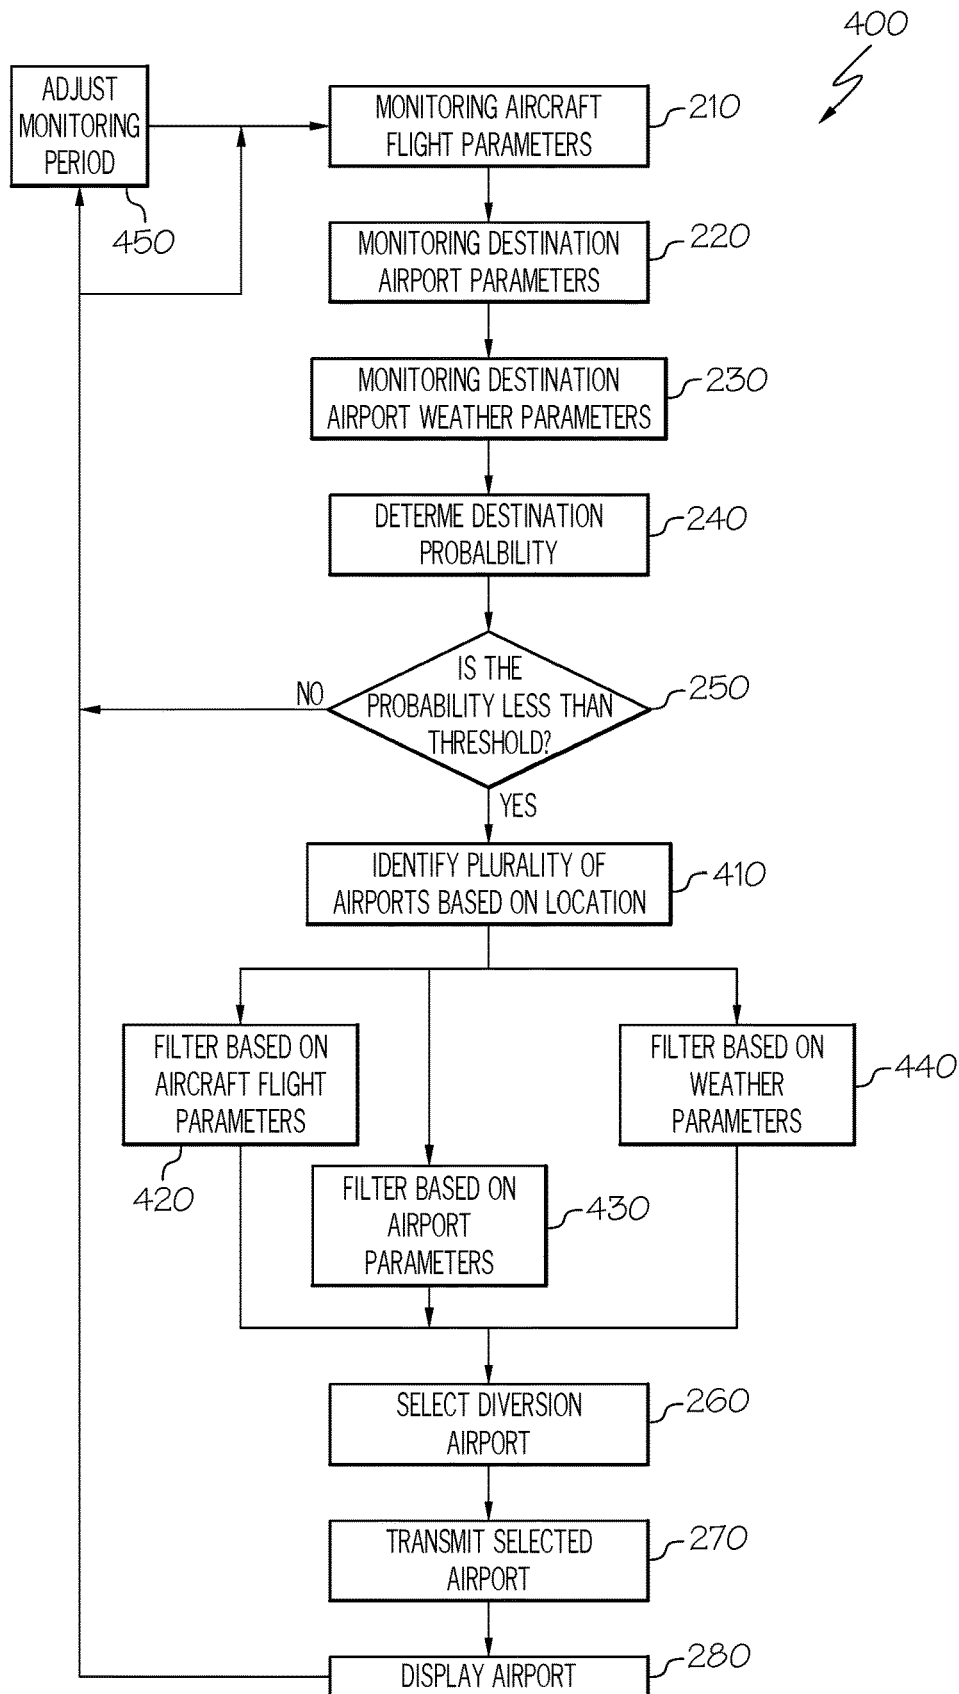 400
ADJUST
MONITORING
PERIOD
450
MONITORING AIRCRAFT
FLIGHT PARAMETERS
210
MONITORING DESTINATION
AIRPORT PARAMETERS
220
MONITORING DESTINATION
AIRPORT WEATHER PARAMETERS
230
DETERME DESTINATION
PROBALBILITY
240
IS THE
PROBABILITY LESS THAN
THRESHOLD?
250
NO
YES
IDENTIFY PLURALITY OF
AIRPORTS BASED ON LOCATION
410
FILTER BASED ON
AIRCRAFT FLIGHT
PARAMETERS
420
FILTER BASED ON
AIRPORT
PARAMETERS
430
FILTER BASED ON
WEATHER
PARAMETERS
440
SELECT DIVERSION
AIRPORT
260
TRANSMIT SELECTED
AIRPORT
270
DISPLAY AIRPORT
280